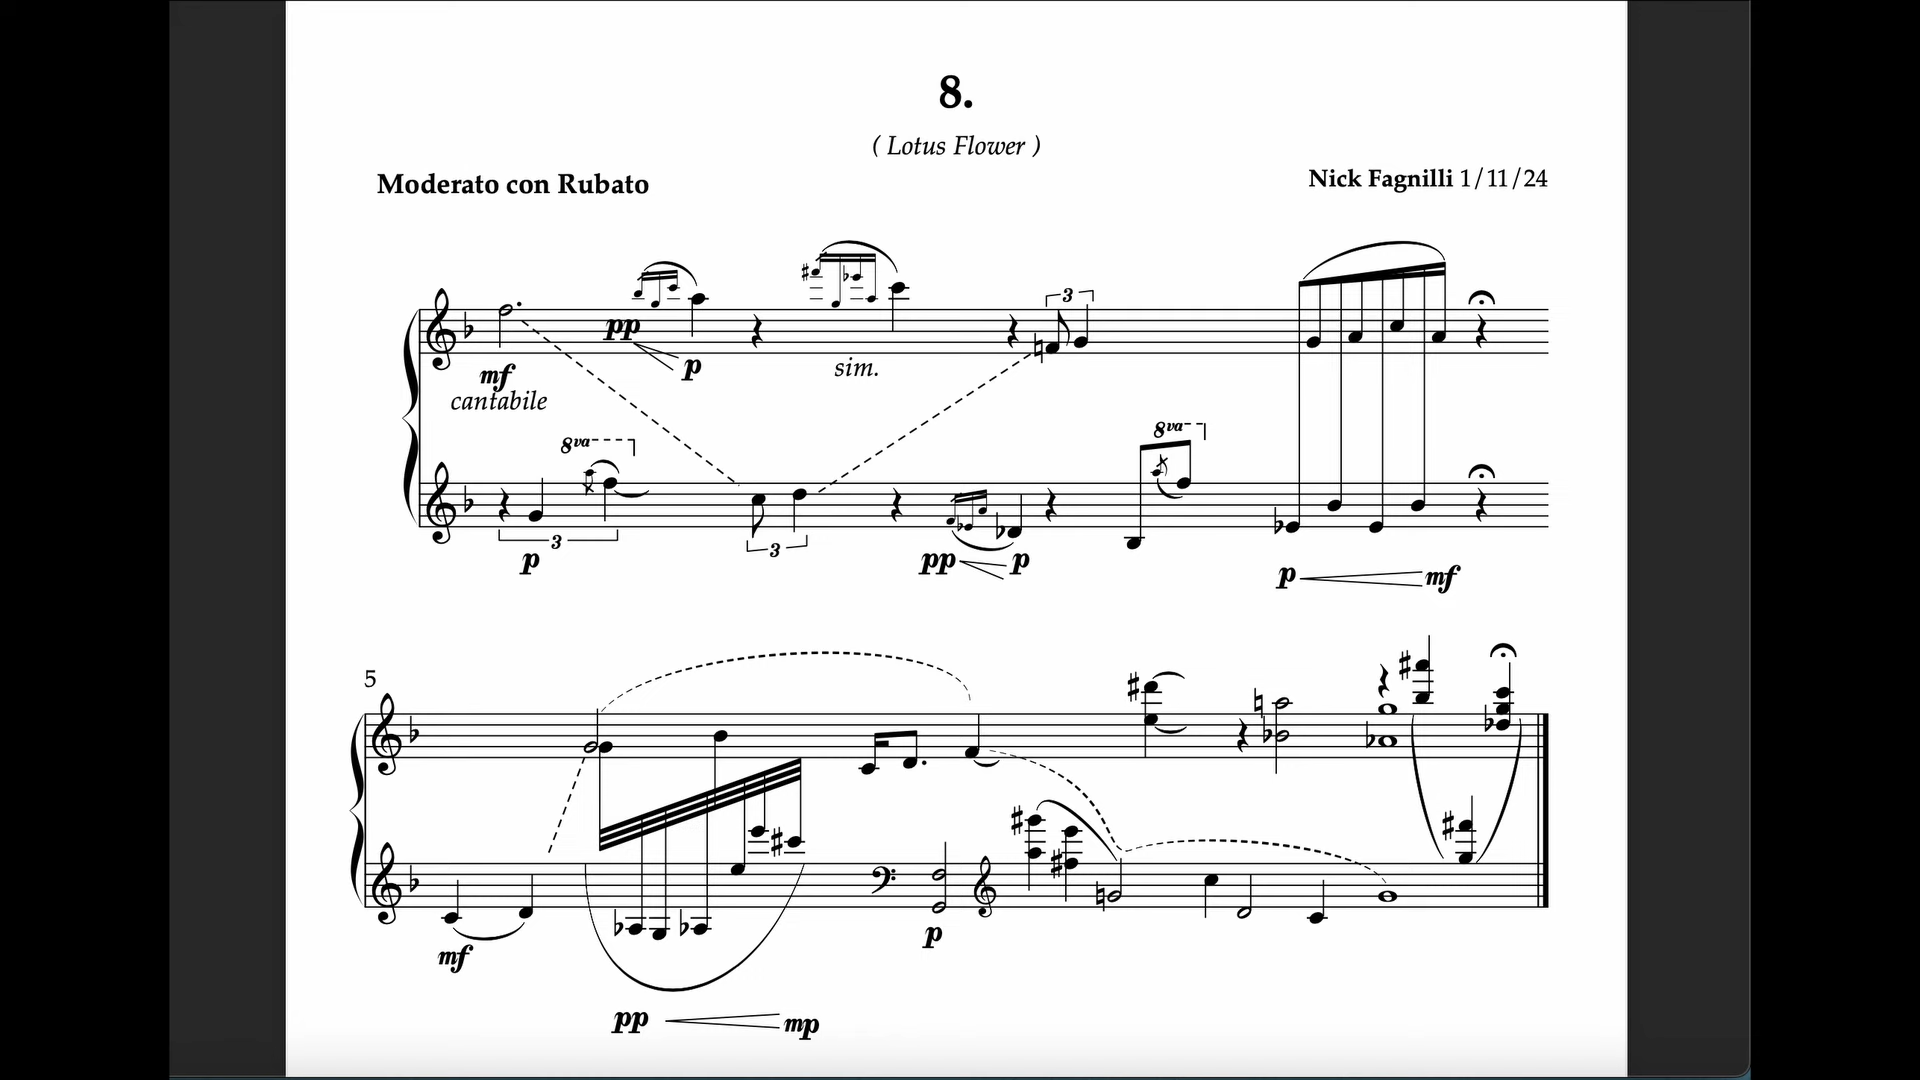 8.
( Lotus Flower )
Moderato con Rubato
Nick Fagnilli 1/11/24
3
pp
mf
p
sim.
cantabile
8va
8va
3
3
p
pp
p
p
mf
5
mf
p
pp
mp